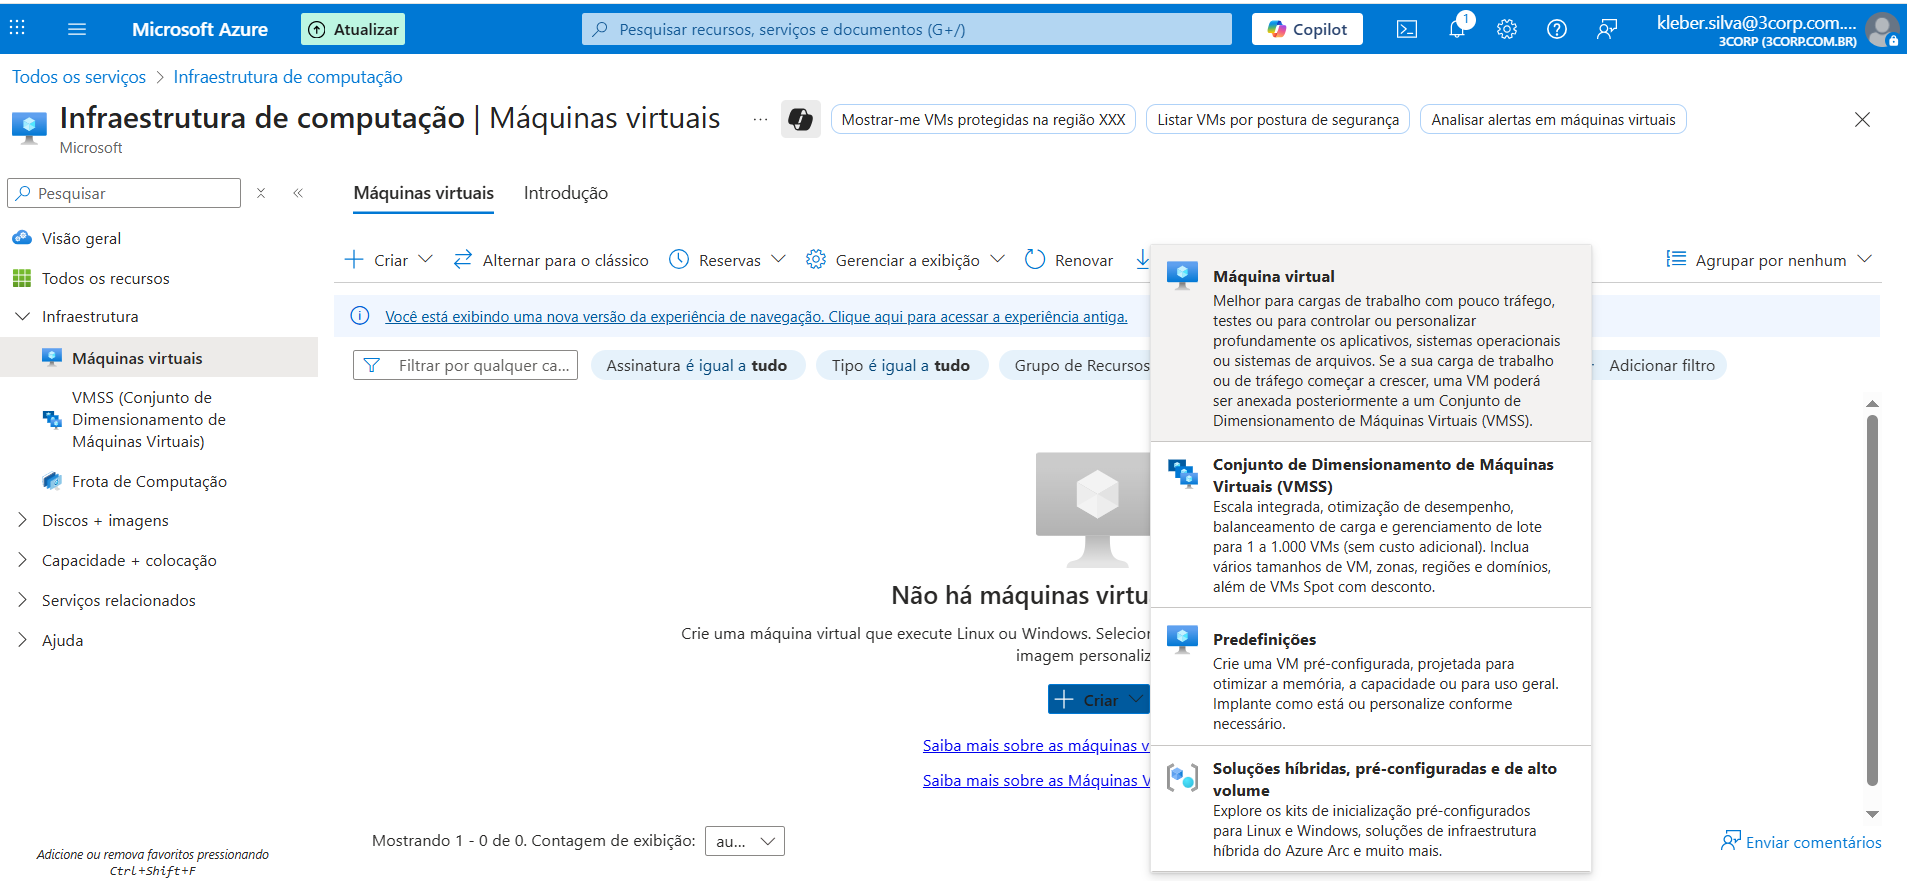 Microsoft Azure
Atualizar
Pesquisar recursos, serviços e documentos (G+/)
Copilot
1
kleber.silva@3corp.com....
3CORP (3CORP.COM.BR)
Todos os serviços > Infraestrutura de computação
Infraestrutura de computação | Máquinas virtuais
...
Mostrar-me VMs protegidas na região XXX
Listar VMs por postura de segurança
Analisar alertas em máquinas virtuais
Microsoft
Pesquisar
Visão geral
Todos os recursos
Infraestrutura
Máquinas virtuais
VMSS (Conjunto de
Dimensionamento de
Máquinas Virtuais)
Frota de Computação
Discos + imagens
Capacidade + colocação
Serviços relacionados
Ajuda
Adicione ou remova favoritos pressionando
Ctrl+Shift+F
Máquinas virtuais
Introdução
Criar
Alternar para o clássico
Reservas
Gerenciar a exibição
Renovar
Agrupar por nenhum
Você está exibindo uma nova versão da experiência de navegação. Clique aqui para acessar a experiência antiga.
Filtrar por qualquer ca...
Assinatura é igual a tudo
Tipo é igual a tudo
Grupo de Recursos
Adicionar filtro
Não há máquinas virtu
Crie uma máquina virtual que execute Linux ou Windows. Selecion
imagem personaliz
Criar
Saiba mais sobre as máquinas v
Saiba mais sobre as Máquinas V
Mostrando 1 - 0 de 0. Contagem de exibição:
au...
Enviar comentários
Máquina virtual
Melhor para cargas de trabalho com pouco tráfego,
testes ou para controlar ou personalizar
profundamente os aplicativos, sistemas operacionais
ou sistemas de arquivos. Se a sua carga de trabalho
ou de tráfego começar a crescer, uma VM poderá
ser anexada posteriormente a um Conjunto de
Dimensionamento de Máquinas Virtuais (VMSS).
Conjunto de Dimensionamento de Máquinas
Virtuais (VMSS)
Escala integrada, otimização de desempenho,
balanceamento de carga e gerenciamento de lote
para 1 a 1.000 VMs (sem custo adicional). Inclua
vários tamanhos de VM, zonas, regiões e domínios,
além de VMs Spot com desconto.
Predefinições
Crie uma VM pré-configurada, projetada para
otimizar a memória, a capacidade ou para uso geral.
Implante como está ou personalize conforme
necessário.
Soluções híbridas, pré-configuradas e de alto
volume
Explore os kits de inicialização pré-configurados
para Linux e Windows, soluções de infraestrutura
híbrida do Azure Arc e muito mais.